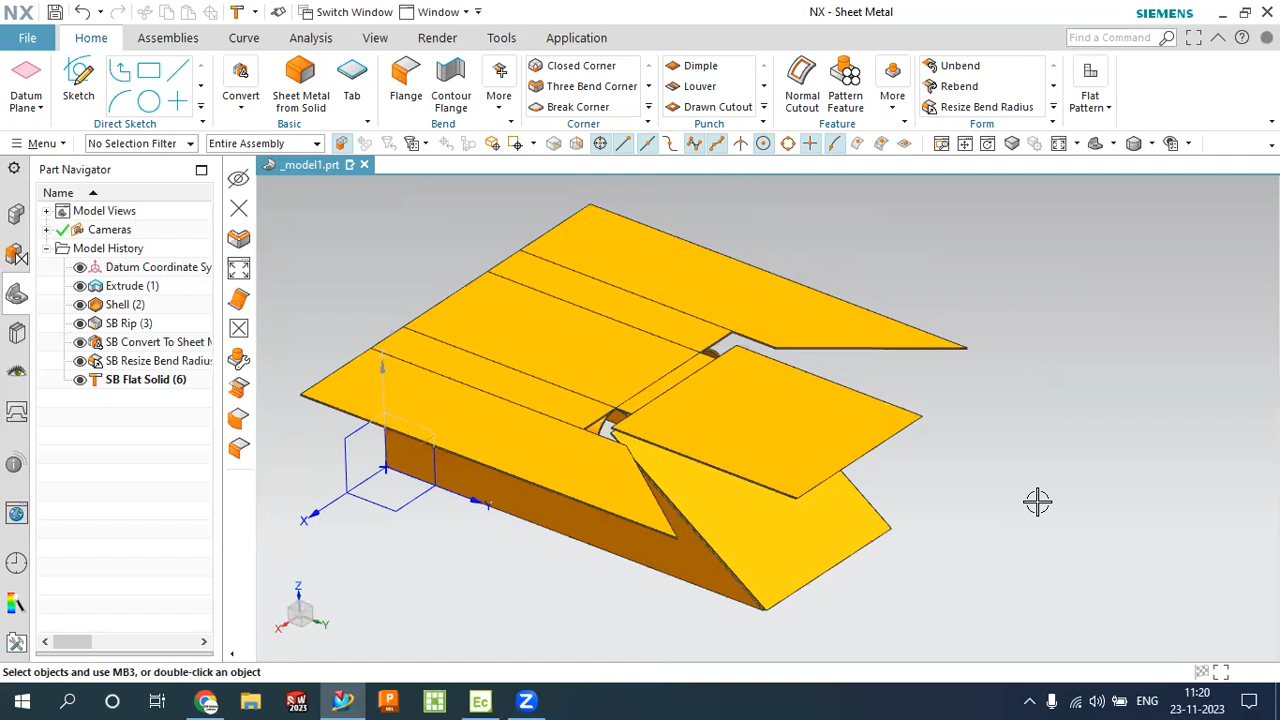 NX
Switch Window
Window
NX - Sheet Metal
SIEMENS
File
Home
Assemblies
Curve
Analysis
View
Render
Tools
Application
Find a Command
Datum Plane
Sketch
Direct Sketch
Convert
Sheet Metal from Solid
Tab
Basic
Flange
Contour Flange
More
Bend
Closed Corner
Three Bend Corner
Break Corner
Corner
Dimple
Louver
Drawn Cutout
Punch
Normal Cutout
Pattern Feature
More
Feature
Unbend
Rebend
Resize Bend Radius
Form
Flat Pattern
Menu
No Selection Filter
Entire Assembly
Part Navigator
_model1.prt
Name
Model Views
Cameras
Model History
Datum Coordinate Sy
Extrude (1)
Shell (2)
SB Rip (3)
SB Convert To Sheet M
SB Resize Bend Radius
SB Flat Solid (6)
X
Y
Z
X
Y
Select objects and use MB3, or double-click an object
ENG
11:20
23-11-2023